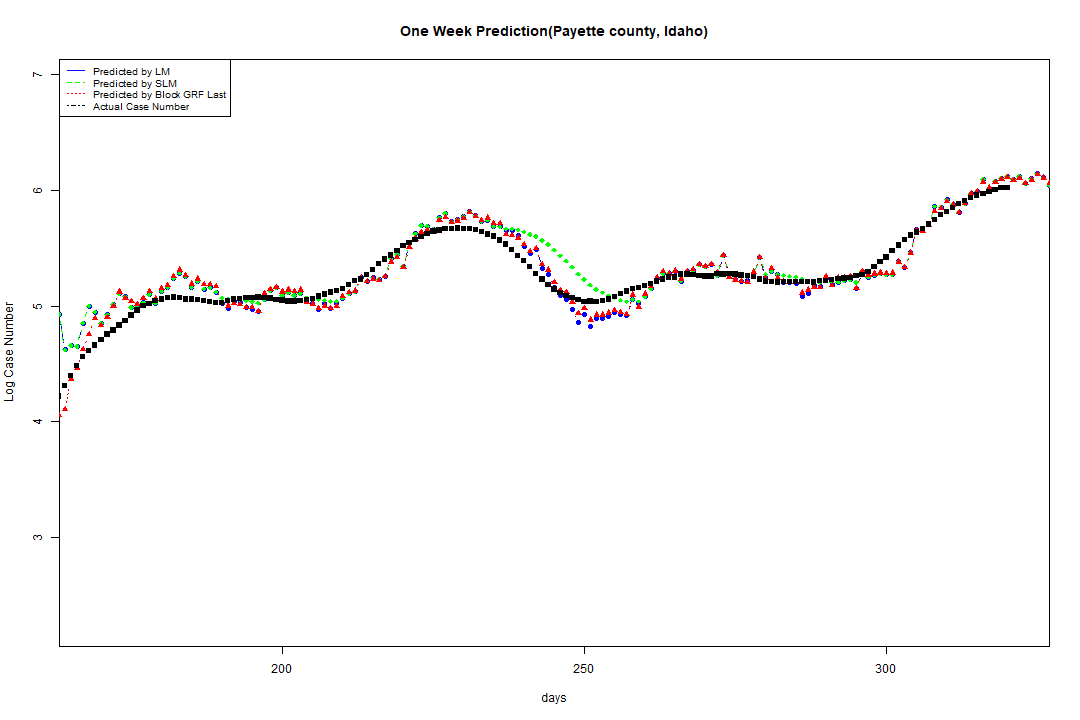 One Week Prediction(Payette county, Idaho)
Predicted by LM
Predicted by SLM
Predicted by Block GRF Last
Actual Case Number
7
6
5
4
3
Log Case Number
200
250
300
days